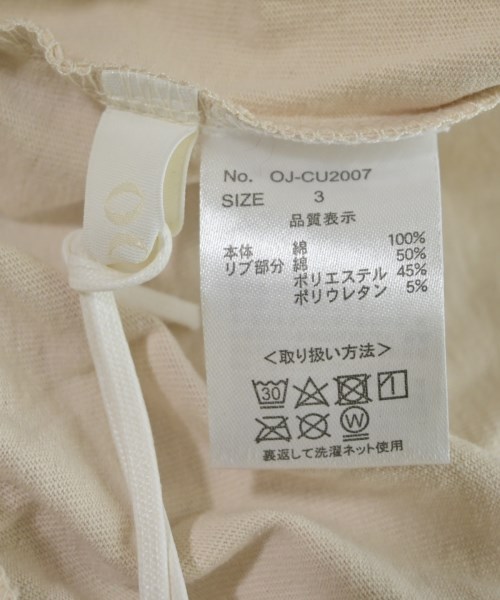 No. OJ-CU2007
SIZE 3
品質表示
本体 綿 100%
リブ部分 綿 50%
ポリエステル 45%
ポリウレタン 5%
<取り扱い方法>
30
W
裏返して洗濯ネット使用